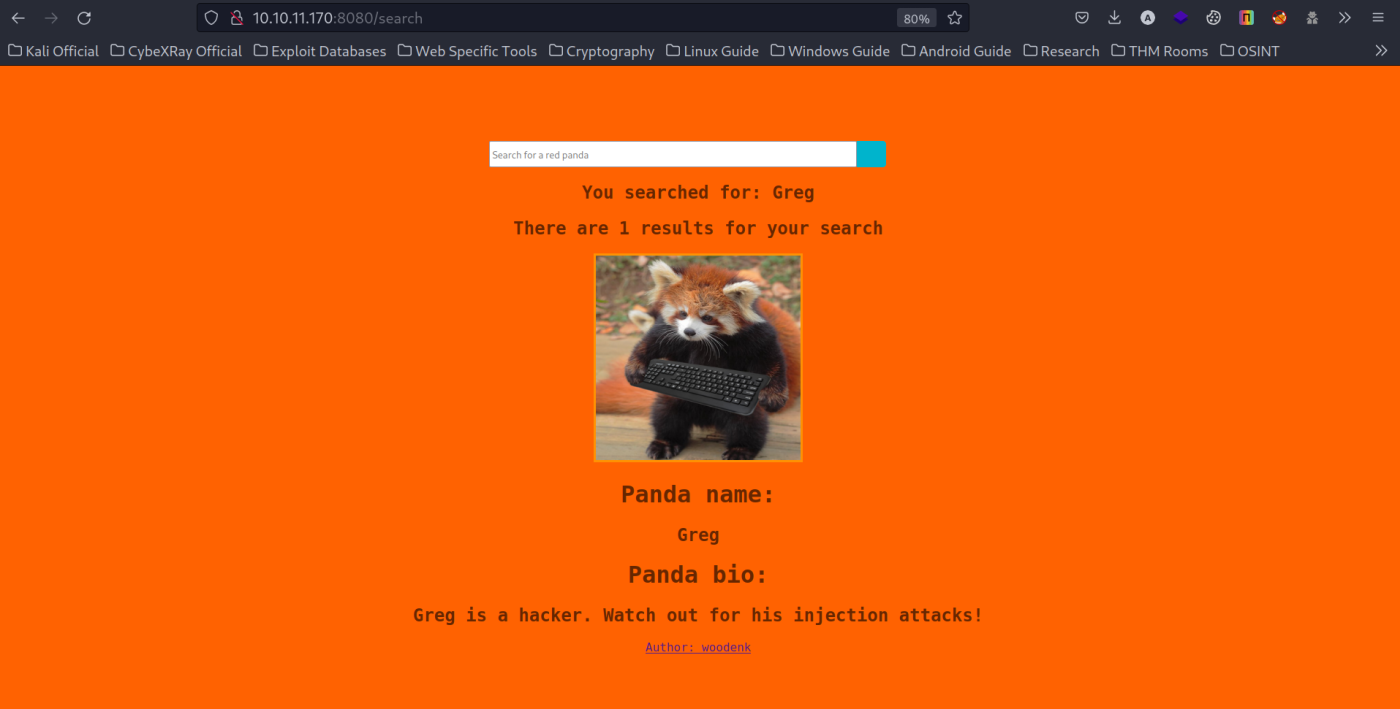 10.10.11.170:8080/search
80%
Kali Official CybeXRay Official Exploit Databases Web Specific Tools Cryptography Linux Guide Windows Guide Android Guide Research THM Rooms OSINT
Search for a red panda
You searched for: Greg
There are 1 results for your search
Panda name:
Greg
Panda bio:
Greg is a hacker. Watch out for his injection attacks!
Author: woodenk